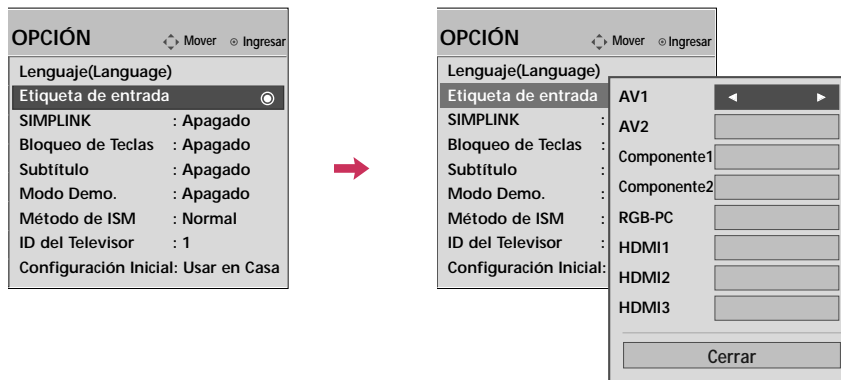 OPCIÓN Mover Ingresar
Lenguaje(Language)
Etiqueta de entrada
SIMPLINK : Apagado
Bloqueo de Teclas : Apagado
Subtítulo : Apagado
Modo Demo. : Apagado
Método de ISM : Normal
ID del Televisor : 1
Configuración Inicial: Usar en Casa
OPCIÓN Mover Ingresar
Lenguaje(Language)
Etiqueta de entrada
SIMPLINK :
Bloqueo de Teclas :
Subtítulo :
Modo Demo. :
Método de ISM :
ID del Televisor :
Configuración Inicial:
AV1
AV2
Componente1
Componente2
RGB-PC
HDMI1
HDMI2
HDMI3
Cerrar